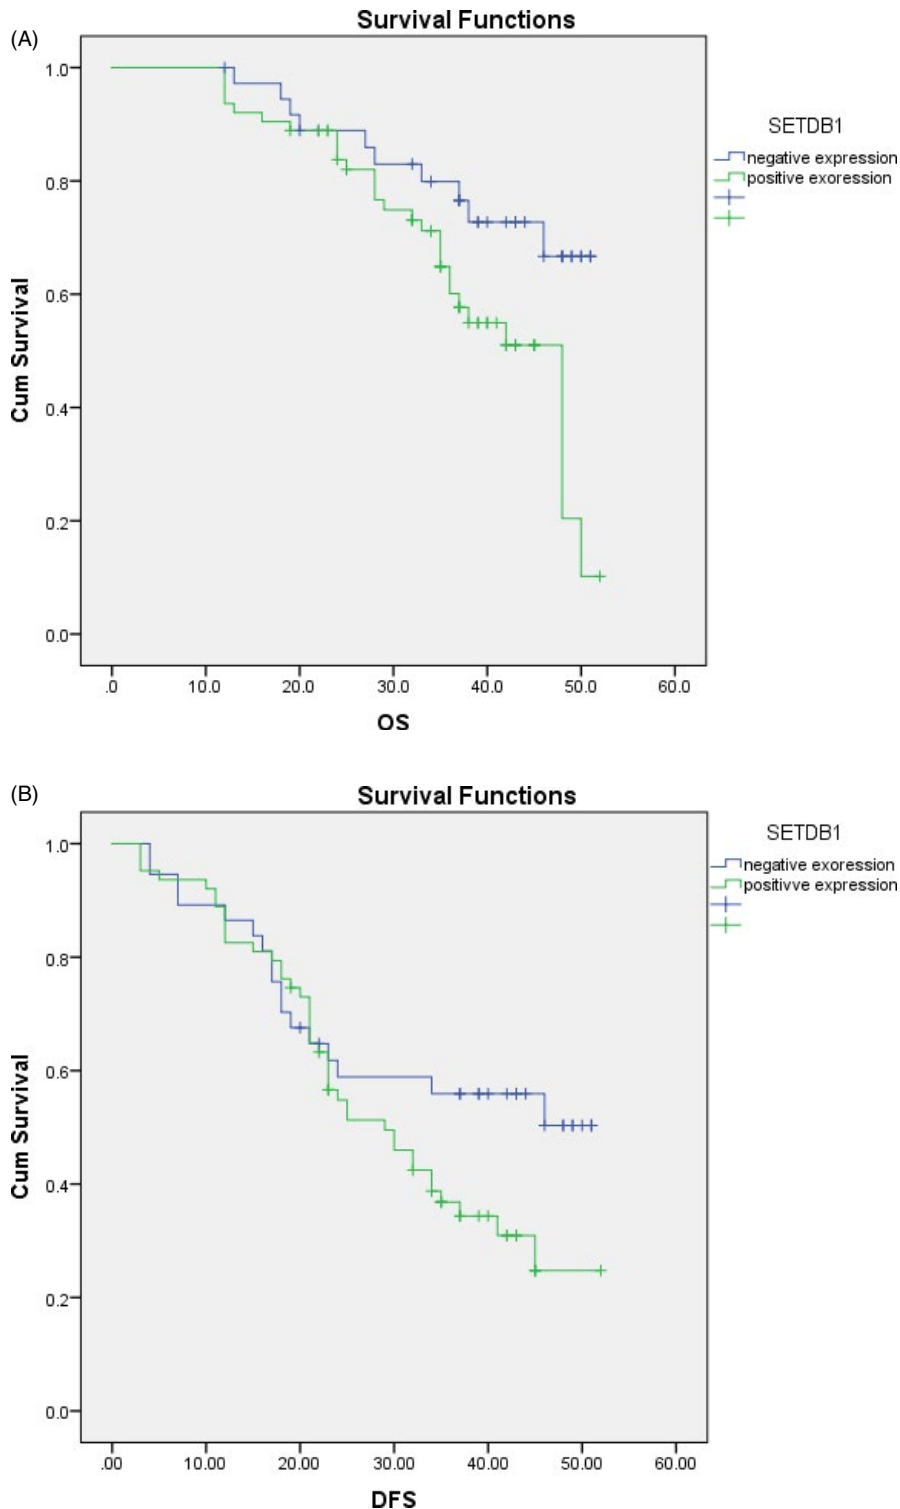 (A)
Survival Functions
SETDB1
negative expression
positive exoression
Cum Survival
1.0
0.8
0.6
0.4
0.2
0.0
.0 10.0 20.0 30.0 40.0 50.0 60.0
OS
(B)
Survival Functions
SETDB1
negative exoression
positivve expression
Cum Survival
1.0
0.8
0.6
0.4
0.2
0.0
.00 10.00 20.00 30.00 40.00 50.00 60.00
DFS